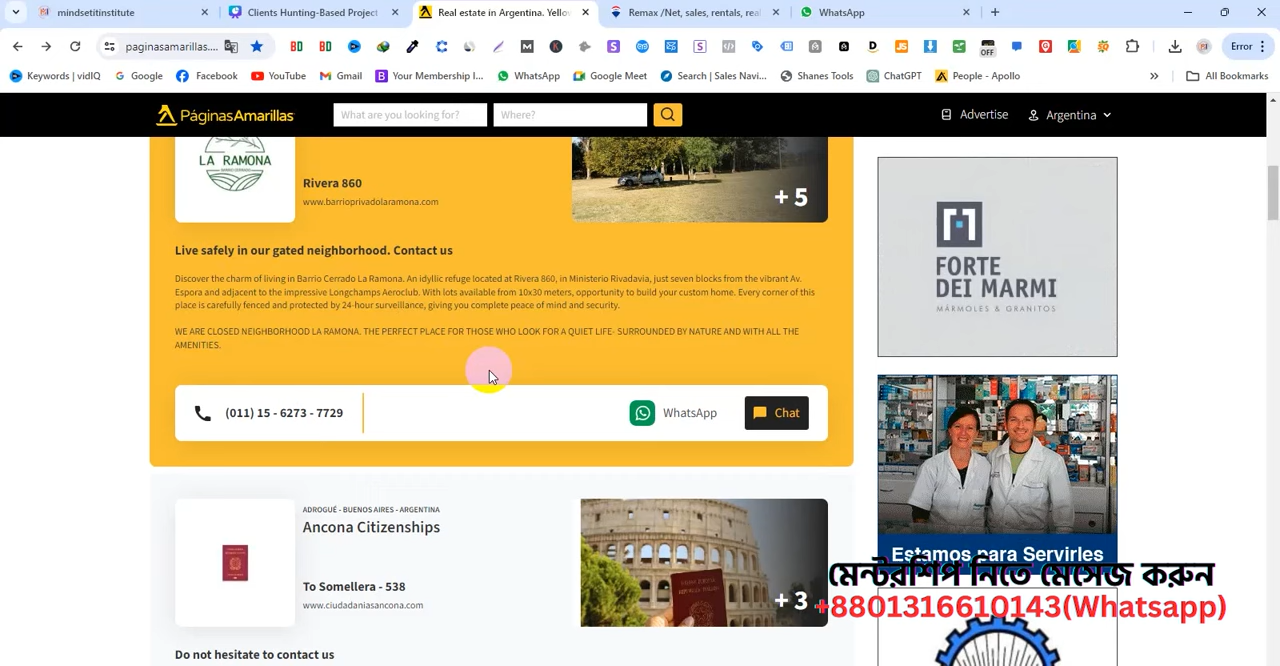 mindsetinstitute
Clients Hunting-Based Project
Real estate in Argentina. Yellow
Remax /Net, sales, rentals, real
WhatsApp
paginasamarillas....
Error
Keywords | vidIQ
Google
Facebook
YouTube
Gmail
Your Membership I...
WhatsApp
Google Meet
Search | Sales Navi...
Shanes Tools
ChatGPT
People - Apollo
All Bookmarks
PáginasAmarillas
What are you looking for?
Where?
Advertise
Argentina
LA RAMONA
Rivera 860
www.barrioprivadolaramona.com
+ 5
Live safely in our gated neighborhood. Contact us
Discover the charm of living in Barrio Cerrado La Ramona. An idyllic refuge located at Rivera 860, in Ministerio Rivadavia, just seven blocks from the vibrant Av.
Espora and adjacent to the impressive Longchamps Aeroclub. With lots available from 10x30 meters, opportunity to build your custom home. Every corner of this
place is carefully fenced and protected by 24-hour surveillance, giving you complete peace of mind and security.
WE ARE CLOSED NEIGHBORHOOD LA RAMONA. THE PERFECT PLACE FOR THOSE WHO LOOK FOR A QUIET LIFE- SURROUNDED BY NATURE AND WITH ALL THE
AMENITIES.
(011) 15 - 6273 - 7729
WhatsApp
Chat
ADROGUÉ - BUENOS AIRES - ARGENTINA
Ancona Citizenships
To Somellera - 538
www.ciudadaniasancona.com
+ 3
Do not hesitate to contact us
FORTE
DEI MARMI
MÁRMOLES & GRANITOS
Estamos para Servirles
মেন্টরশিপ নিতে মেসেজ করুন
+8801316610143(Whatsapp)